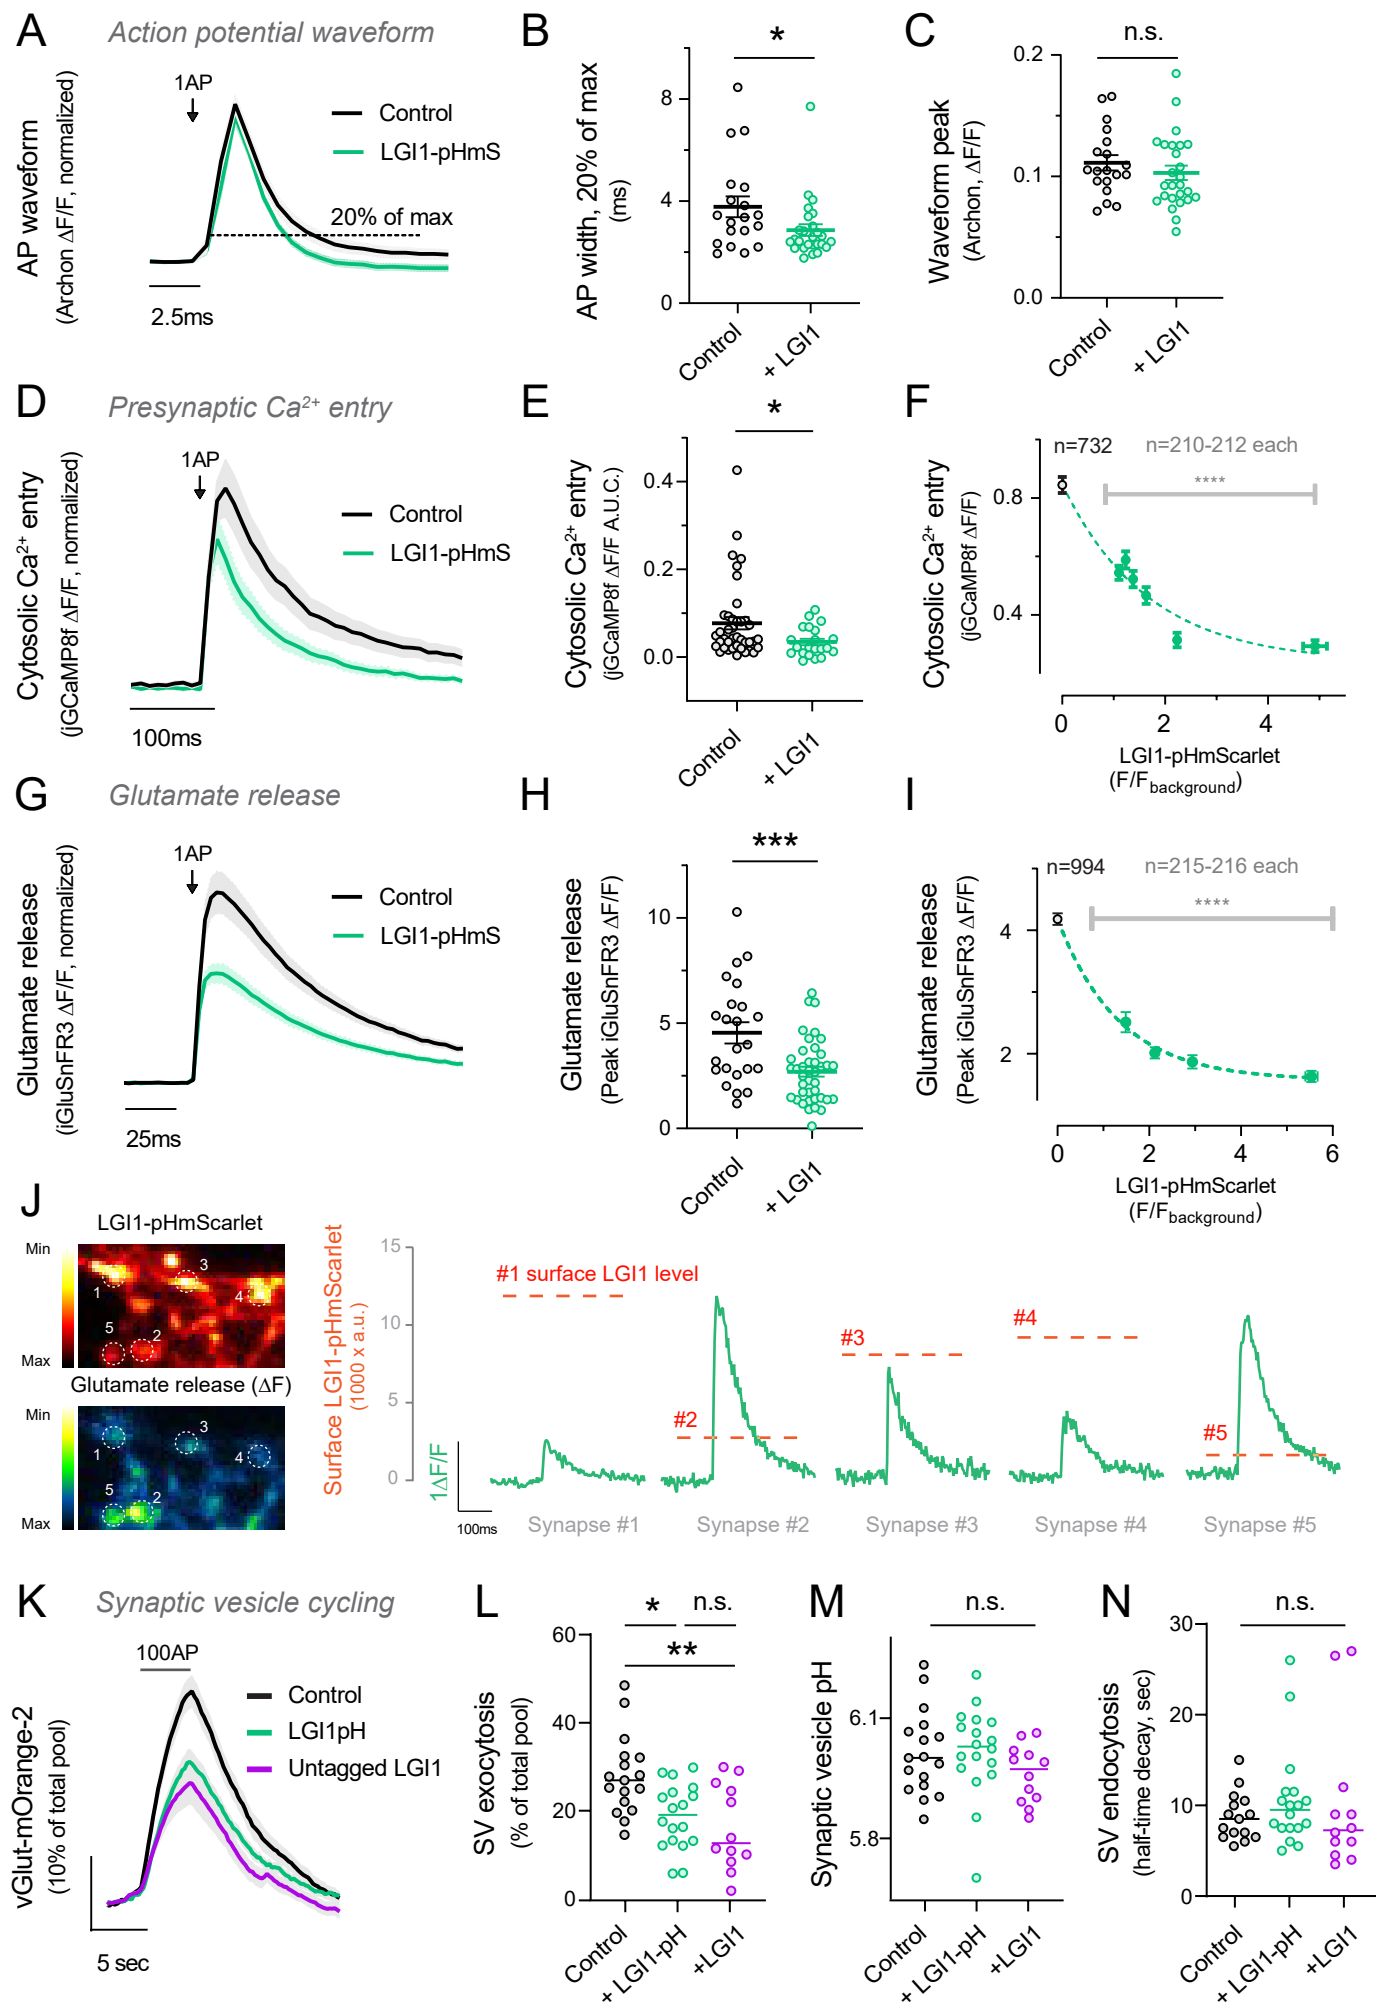 A
Action potential waveform
AP waveform
(Archon ΔF/F, normalized)
1AP
Control
LGI1-pHmS
20% of max
2.5ms
B
AP width, 20% of max
(ms)
*
8
4
0
Control
+ LGI1
C
Waveform peak
(Archon, ΔF/F)
n.s.
0.2
0.1
0.0
Control
+ LGI1
D
Presynaptic Ca²⁺ entry
Cytosolic Ca²⁺ entry
(jGCaMP8f ΔF/F, normalized)
1AP
Control
LGI1-pHmS
100ms
E
Cytosolic Ca²⁺ entry
(jGCaMP8f ΔF/F A.U.C.)
*
0.4
0.2
0.0
Control
+ LGI1
F
Cytosolic Ca²⁺ entry
(jGCaMP8f ΔF/F)
n=732
n=210-212 each
****
0.8
0.4
0
2
4
LGI1-pHmScarlet
(F/Fbackground)
G
Glutamate release
Glutamate release
(iGluSnFR3 ΔF/F, normalized)
1AP
Control
LGI1-pHmS
25ms
H
Glutamate release
(Peak iGluSnFR3 ΔF/F)
***
10
5
0
Control
+ LGI1
I
Glutamate release
(Peak iGluSnFR3 ΔF/F)
n=994
n=215-216 each
****
4
2
0
2
4
6
LGI1-pHmScarlet
(F/Fbackground)
J
LGI1-pHmScarlet
Min
Max
1
3
4
5
2
Glutamate release (ΔF)
Min
Max
1
3
4
5
2
Surface LGI1-pHmScarlet
(1000 x a.u.)
15
10
5
0
1ΔF/F
100ms
#1 surface LGI1 level
#2
#3
#4
#5
Synapse #1
Synapse #2
Synapse #3
Synapse #4
Synapse #5
K
Synaptic vesicle cycling
vGlut-mOrange-2
(10% of total pool)
100AP
Control
LGI1pH
Untagged LGI1
5 sec
L
SV exocytosis
(% of total pool)
*
n.s.
**
60
40
20
0
Control
+ LGI1-pH
+LGI1
M
Synaptic vesicle pH
n.s.
6.1
5.8
Control
+ LGI1-pH
+LGI1
N
SV endocytosis
(half-time decay, sec)
n.s.
30
20
10
0
Control
+ LGI1-pH
+LGI1